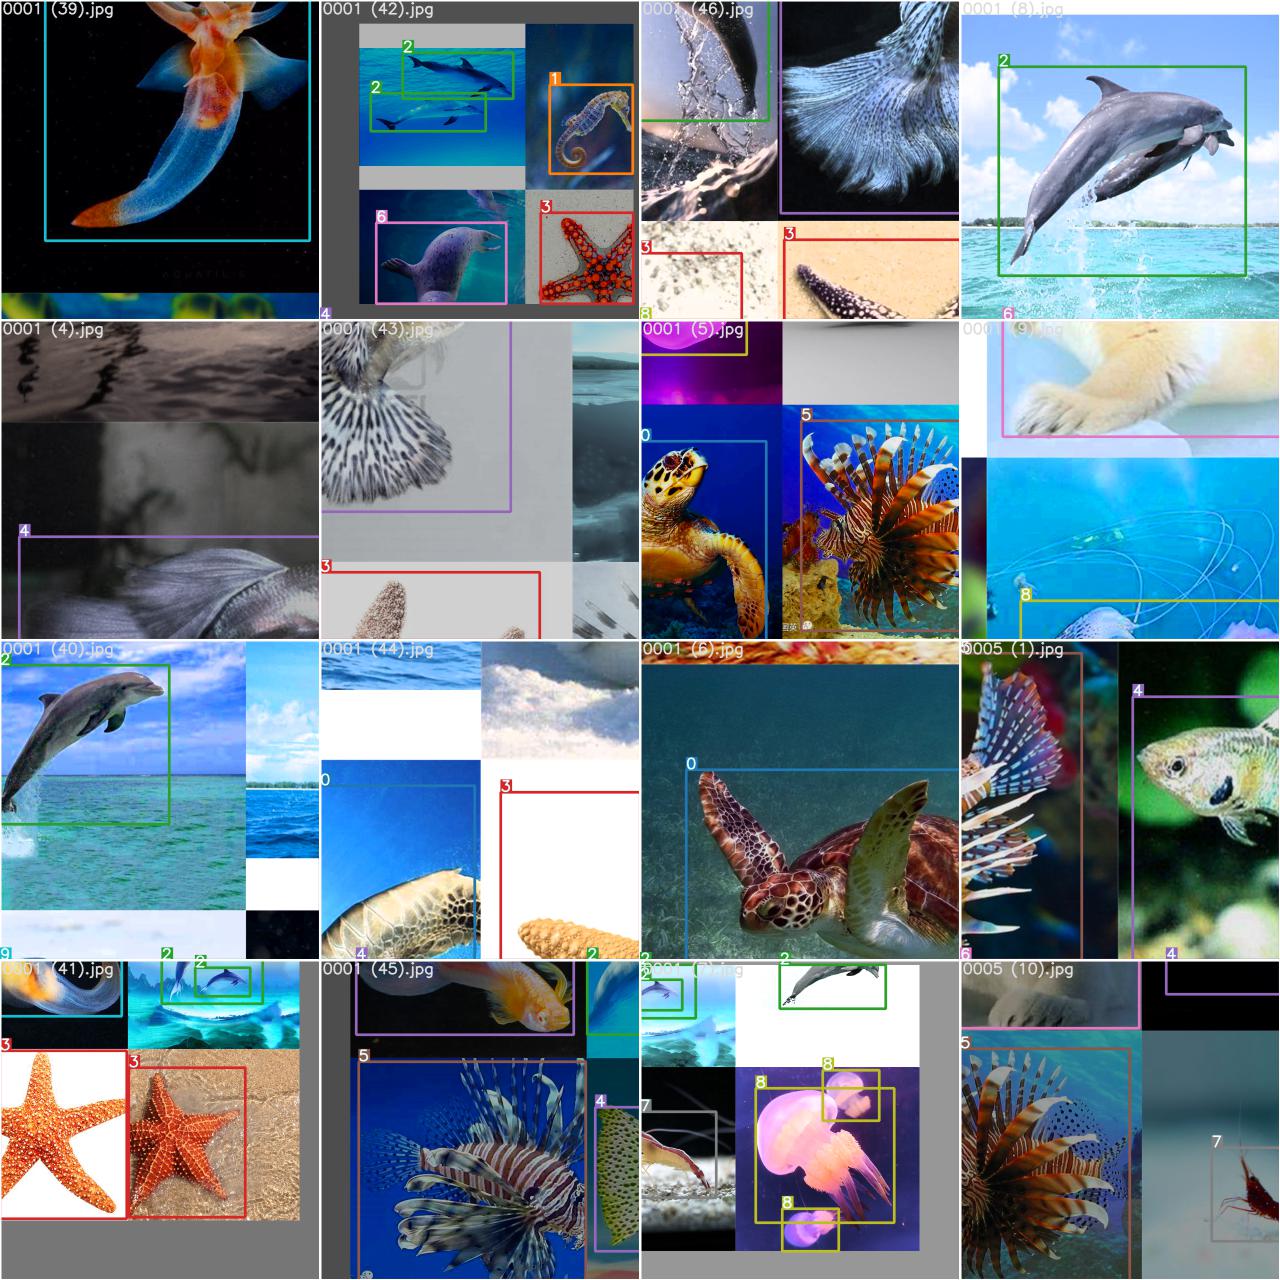 0001 (39).jpg
0001 (42).jpg
0001 (46).jpg
0001 (8).jpg
2
2
2
1
6
3
3
3
8
4
6
AQUATILIS
0001 (4).jpg
0001 (43).jpg
0001 (5).jpg
0001 (9).jpg
4
3
0
5
8
0001 (40).jpg
0001 (44).jpg
0001 (6).jpg
0005 (1).jpg
2
0
3
0
4
9
2
4
2
6
4
0001 (41).jpg
0001 (45).jpg
0001 (7).jpg
0005 (10).jpg
2
2
2
3
3
5
4
7
8
8
8
5
7